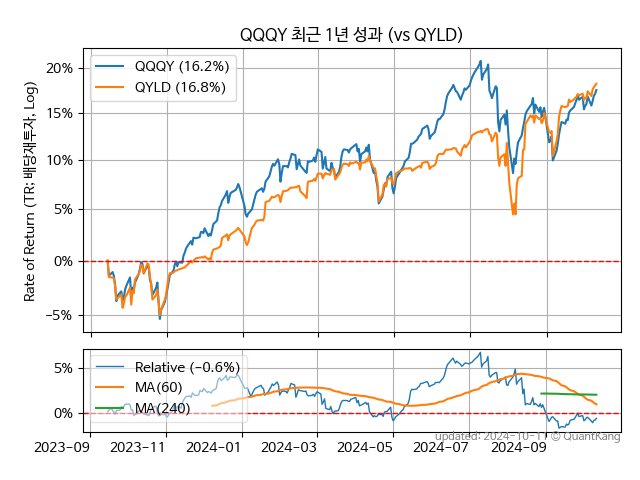 QQQY 최근 1년 성과 (vs QYLD)
QQQY (16.2%)
QYLD (16.8%)
Rate of Return (TR: 배당재투자, Log)
20%
15%
10%
5%
0%
−5%
Relative (−0.6%)
MA(60)
MA(240)
5%
0%
2023−09
2023−11
2024−01
2024−03
2024−05
2024−07
2024−09
updated: 2024−10−11 © QuantKang